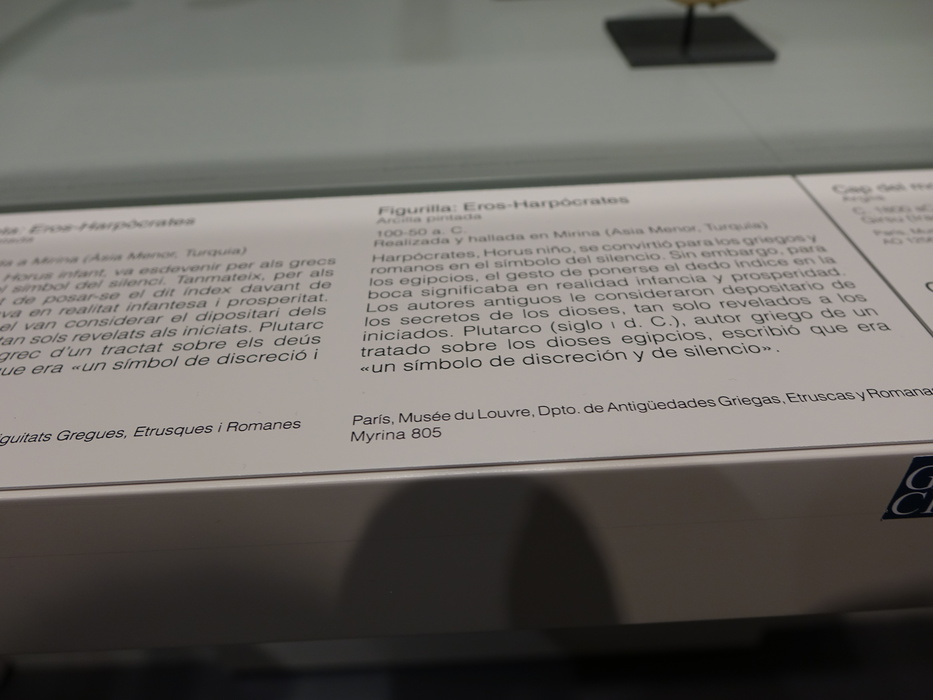 Eros-Harpòcrates
a Mirina (Àsia Menor, Turquia)
Horus infant, va esdevenir per als grecs
símbol del silenci. Tanmateix, per als
de posar-se el dit índex davant de
en realitat infantesa i prosperitat.
el van considerar el dipositari dels
tan sols revelats als iniciats. Plutarc
grec d'un tractat sobre els deús
que era «un símbol de discreció i
Gregues, Etrusques i Romanes
Figurilla: Eros-Harpócrates
Arcilla pintada
100-50 a. C.
Realizada y hallada en Mirina (Asia Menor, Turquía)
Harpócrates, Horus niño, se convirtió para los griegos y
romanos en el símbolo del silencio. Sin embargo, para
los egipcios, el gesto de ponerse el dedo índice en la
boca significaba en realidad infancia y prosperidad.
Los autores antiguos le consideraron depositario de
los secretos de los dioses, tan solo revelados a los
iniciados. Plutarco (siglo I d. C.), autor griego de un
tratado sobre los dioses egipcios, escribió que era
«un símbolo de discreción y de silencio».
París, Musée du Louvre, Dpto. de Antigüedades Griegas, Etruscas y Romanas
Myrina 805
Cap del